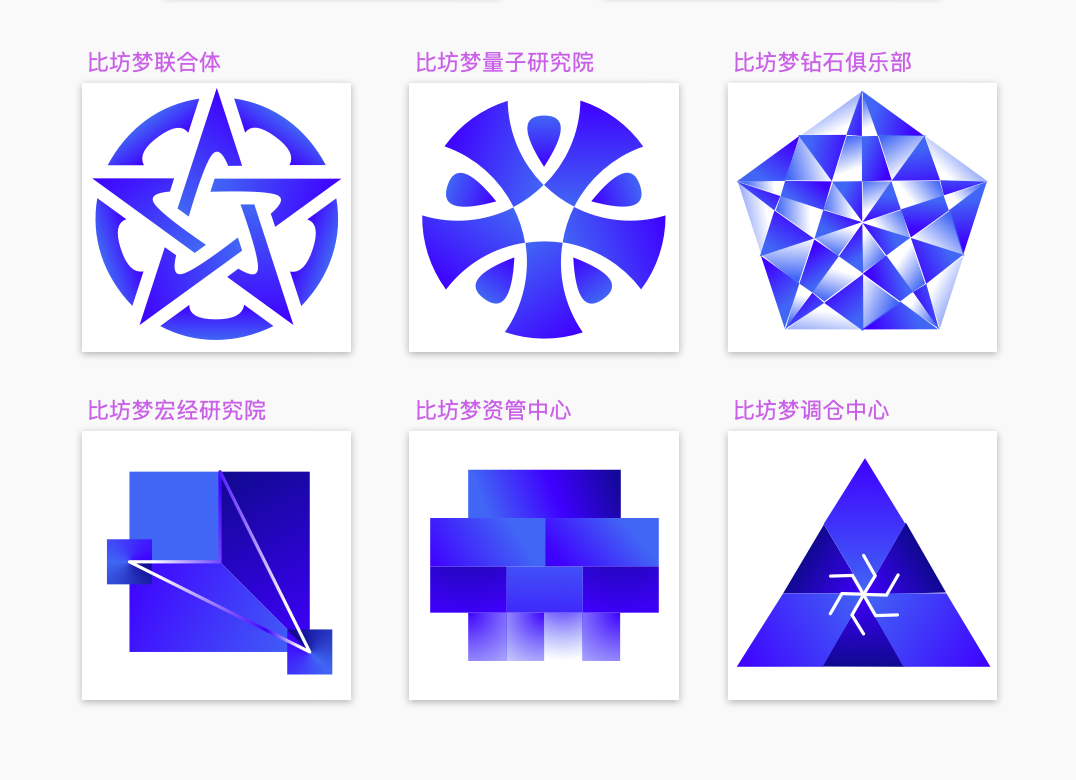 比坊梦联合体
比坊梦量子研究院
比坊梦钻石俱乐部
比坊梦宏经研究院
比坊梦资管中心
比坊梦调仓中心